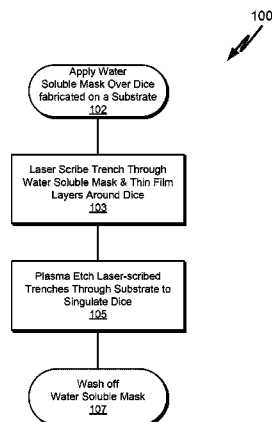 100
Apply Water
Soluble Mask Over Dice
fabricated on a Substrate
102
Laser Scribe Trench Through
Water Soluble Mask & Thin Film
Layers Around Dice
103
Plasma Etch Laser-scribed
Trenches Through Substrate to
Singulate Dice
105
Wash off
Water Soluble Mask
107